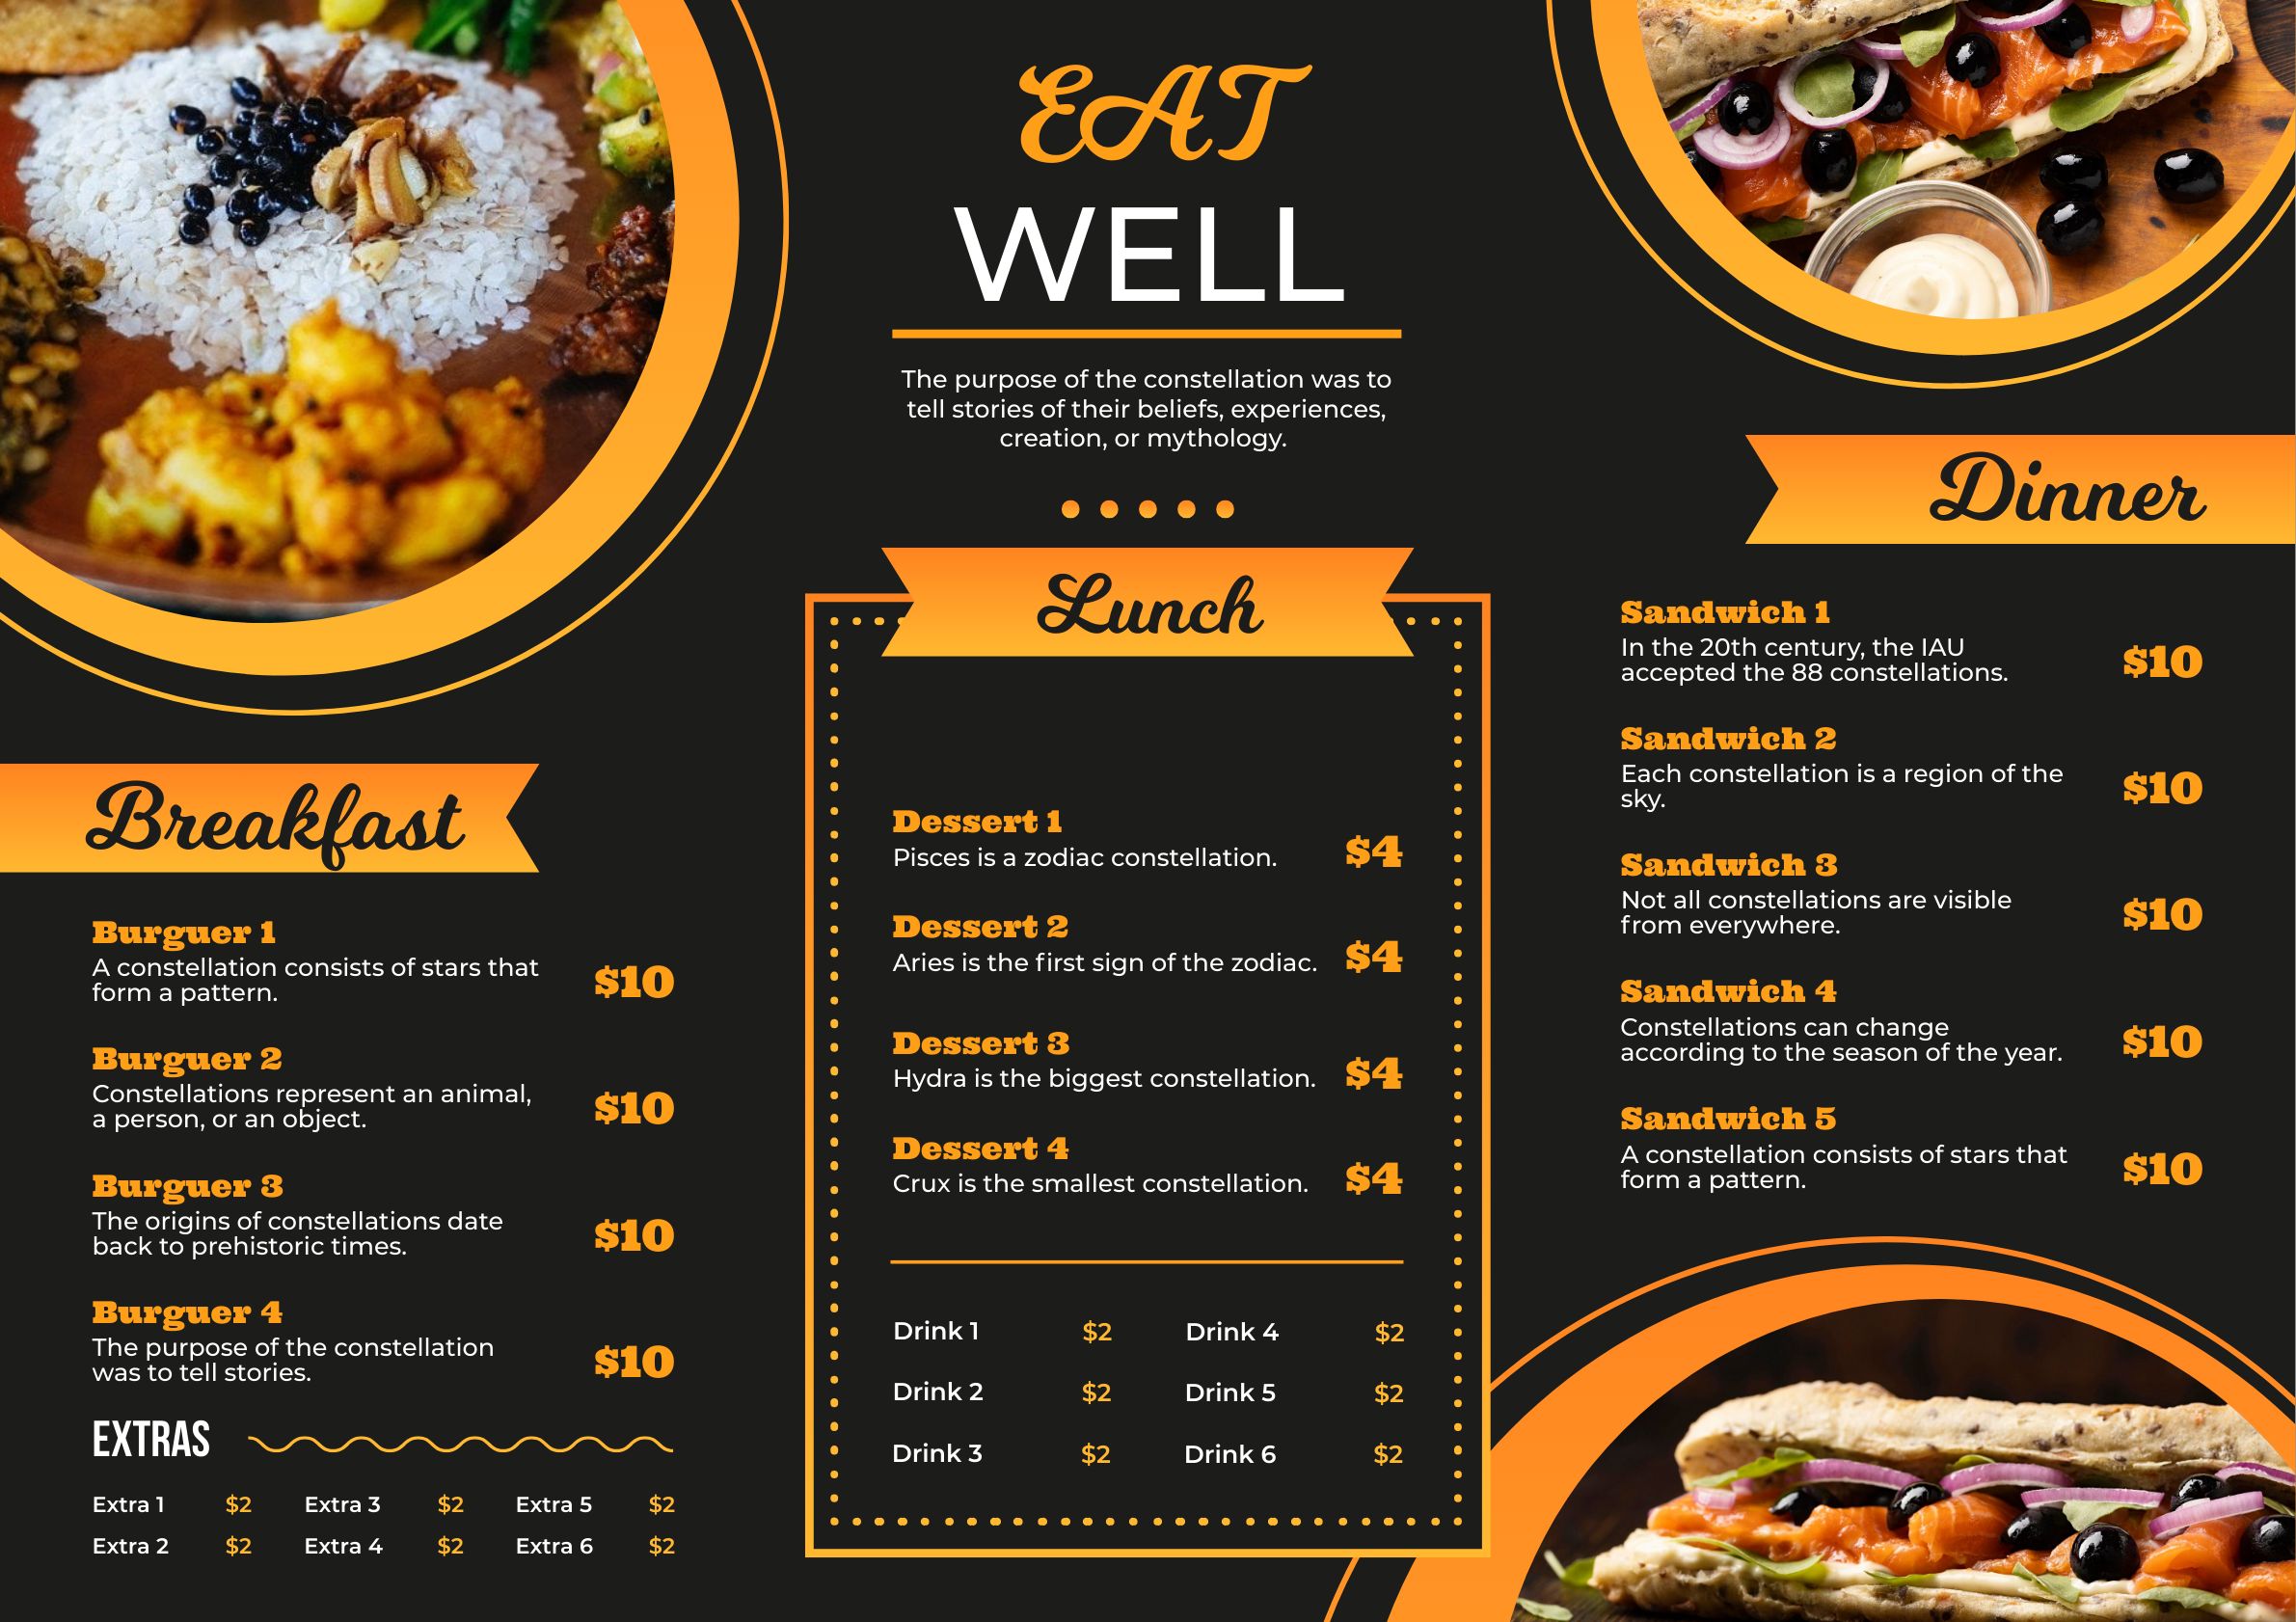 EAT
WELL
The purpose of the constellation was to
tell stories of their beliefs, experiences,
creation, or mythology.
Breakfast
Burguer 1
A constellation consists of stars that
form a pattern.
$10
Burguer 2
Constellations represent an animal,
a person, or an object.
$10
Burguer 3
The origins of constellations date
back to prehistoric times.
$10
Burguer 4
The purpose of the constellation
was to tell stories.
$10
EXTRAS
Extra 1 $2 Extra 3 $2 Extra 5 $2
Extra 2 $2 Extra 4 $2 Extra 6 $2
Lunch
Dessert 1
Pisces is a zodiac constellation. $4
Dessert 2
Aries is the first sign of the zodiac. $4
Dessert 3
Hydra is the biggest constellation. $4
Dessert 4
Crux is the smallest constellation. $4
Drink 1 $2 Drink 4 $2
Drink 2 $2 Drink 5 $2
Drink 3 $2 Drink 6 $2
Dinner
Sandwich 1
In the 20th century, the IAU
accepted the 88 constellations.
$10
Sandwich 2
Each constellation is a region of the
sky.
$10
Sandwich 3
Not all constellations are visible
from everywhere.
$10
Sandwich 4
Constellations can change
according to the season of the year.
$10
Sandwich 5
A constellation consists of stars that
form a pattern.
$10